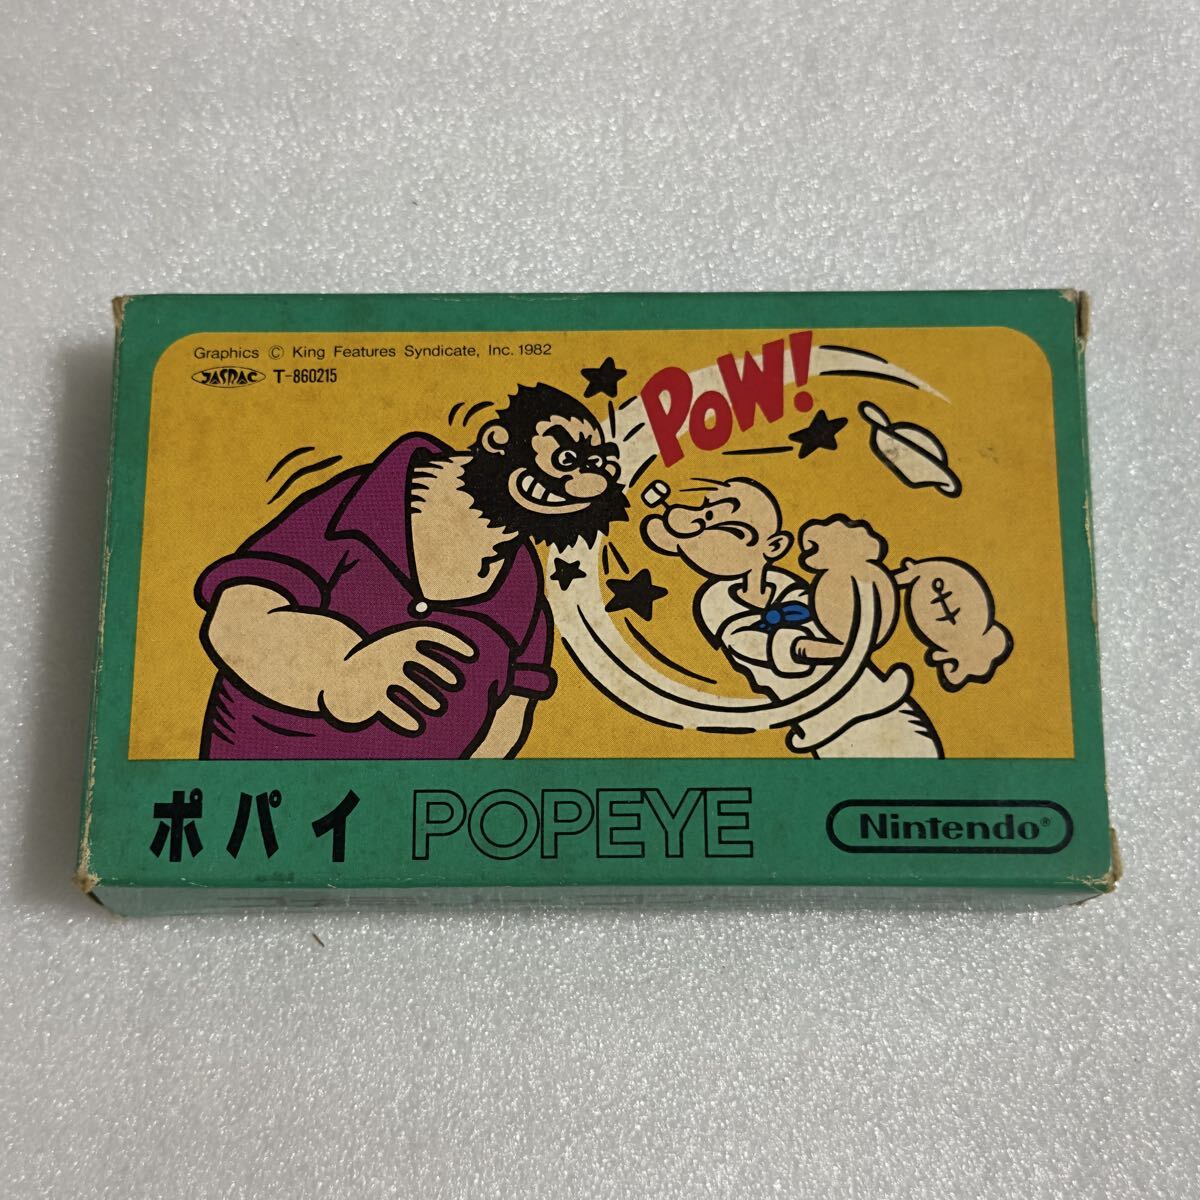 Graphics © King Features Syndicate, Inc. 1982
JASRAC T-860215
POW!
ポパイ POPEYE
Nintendo®